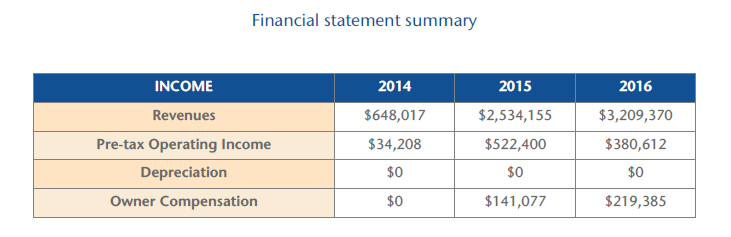 Financial statement summary
INCOME 2014 2015 2016
Revenues $648,017 $2,534,155 $3,209,370
Pre-tax Operating Income $34,208 $522,400 $380,612
Depreciation $0 $0 $0
Owner Compensation $0 $141,077 $219,385